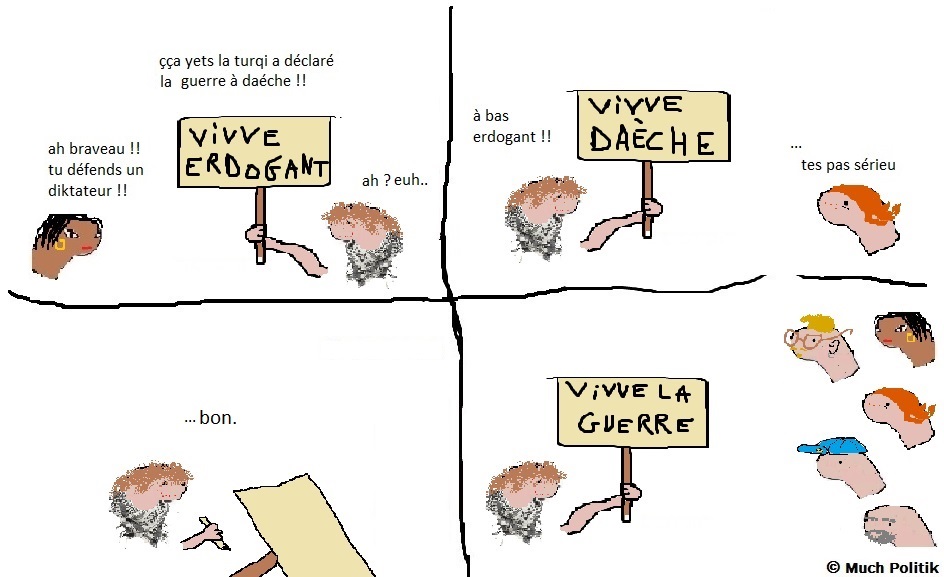 çça yets la turqi a déclaré
la guerre à daéche !!
ah braveau !!
tu défends un
diktateur !!
VIVVE
ERDOGANT
ah ? euh..
à bas
erdogant !!
VIVVE
DAÈCHE
...
tes pas sérieu
... bon.
VIVVE LA
GUERRE
© Much Politik